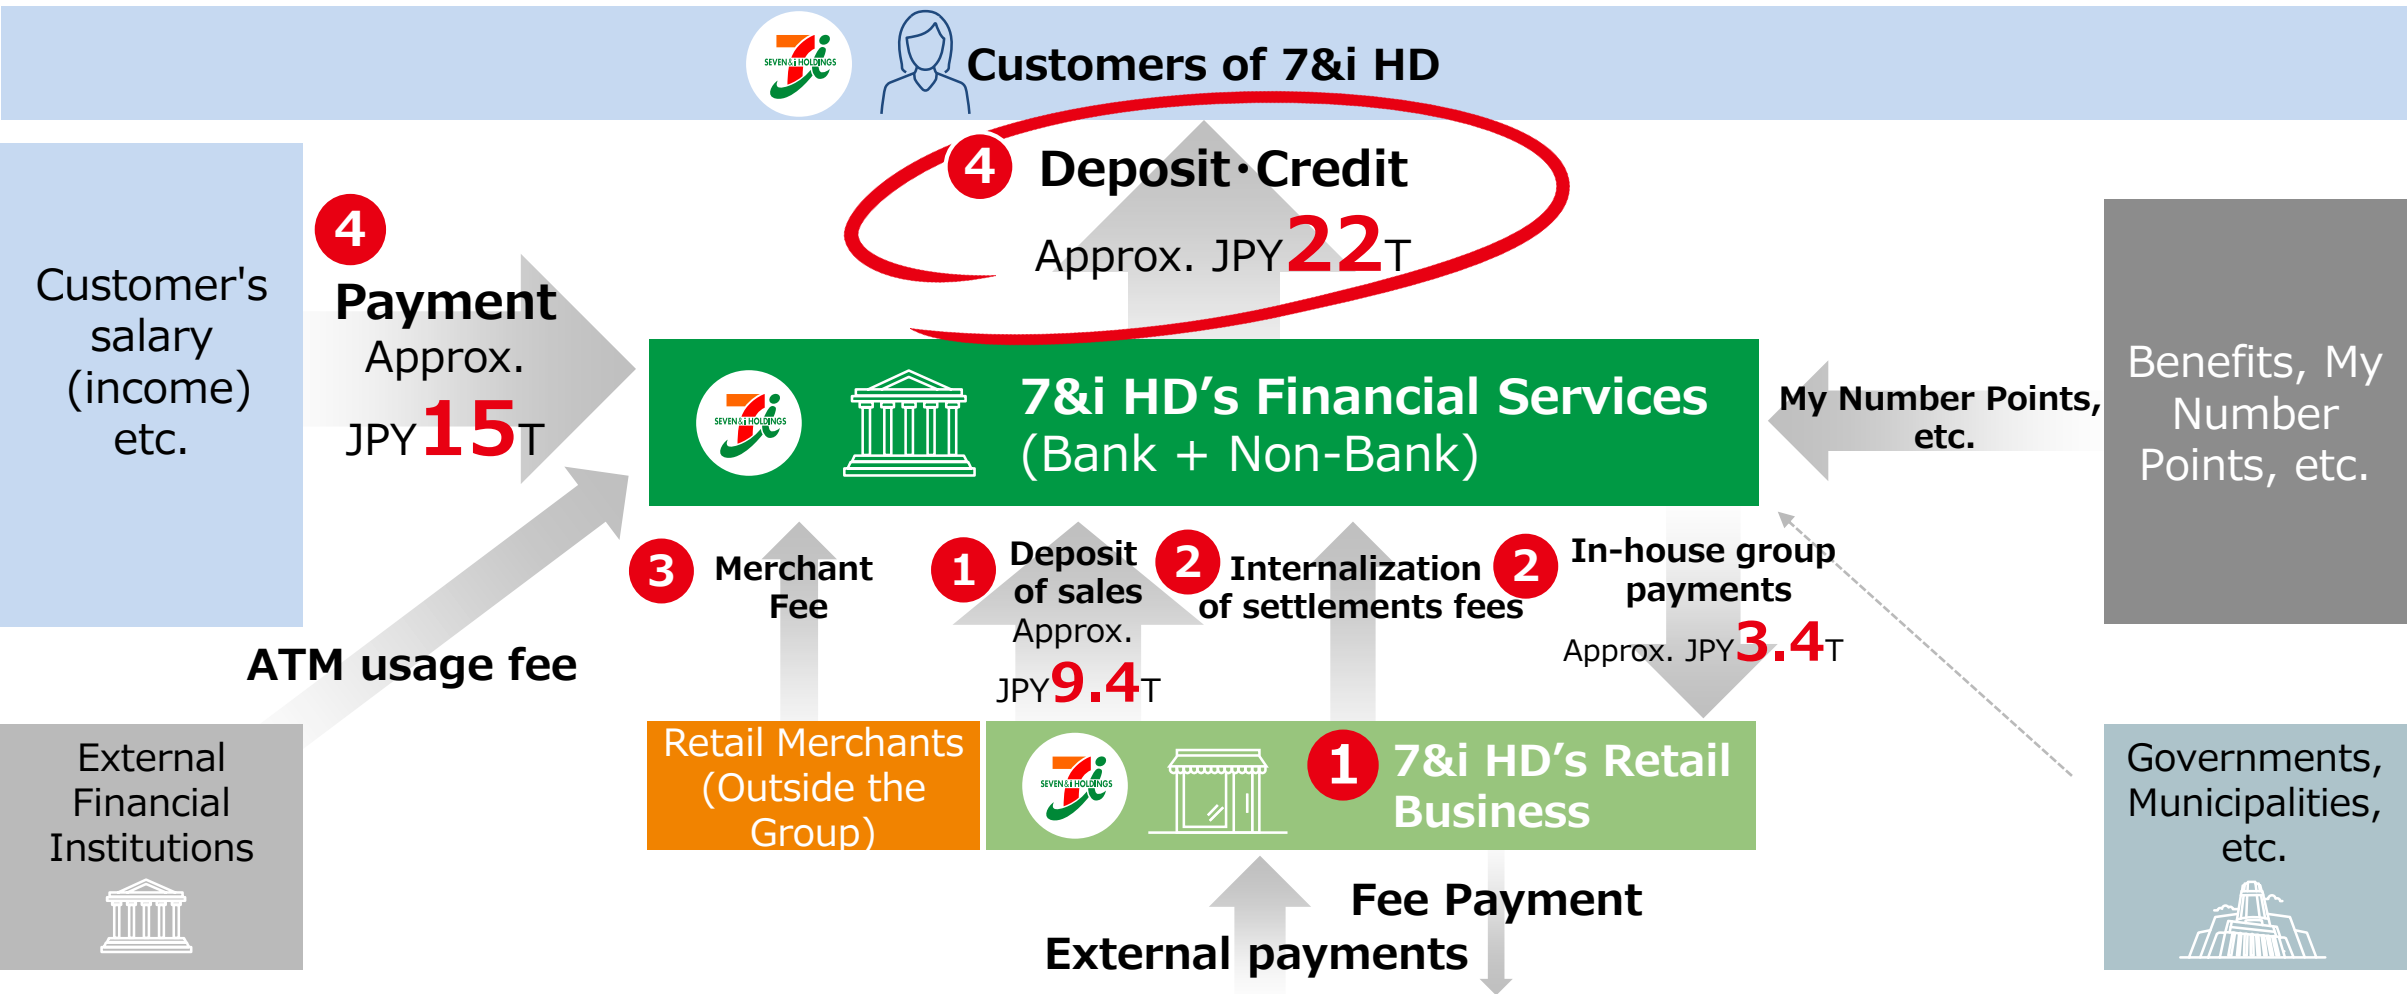 SEVEN & i HOLDINGS
Customers of 7&i HD
4 Deposit・Credit
Approx. JPY22T
Customer's
salary
(income)
etc.
4
Payment
Approx.
JPY15T
SEVEN & i HOLDINGS
7&i HD’s Financial Services
(Bank + Non-Bank)
My Number Points,
etc.
Benefits, My
Number
Points, etc.
ATM usage fee
3 Merchant
Fee
1 Deposit
of sales
Approx.
JPY9.4T
2 Internalization
of settlements fees
2 In-house group
payments
Approx. JPY3.4T
External
Financial
Institutions
Retail Merchants
(Outside the
Group)
SEVEN & i HOLDINGS
1 7&i HD’s Retail
Business
Governments,
Municipalities,
etc.
Fee Payment
External payments